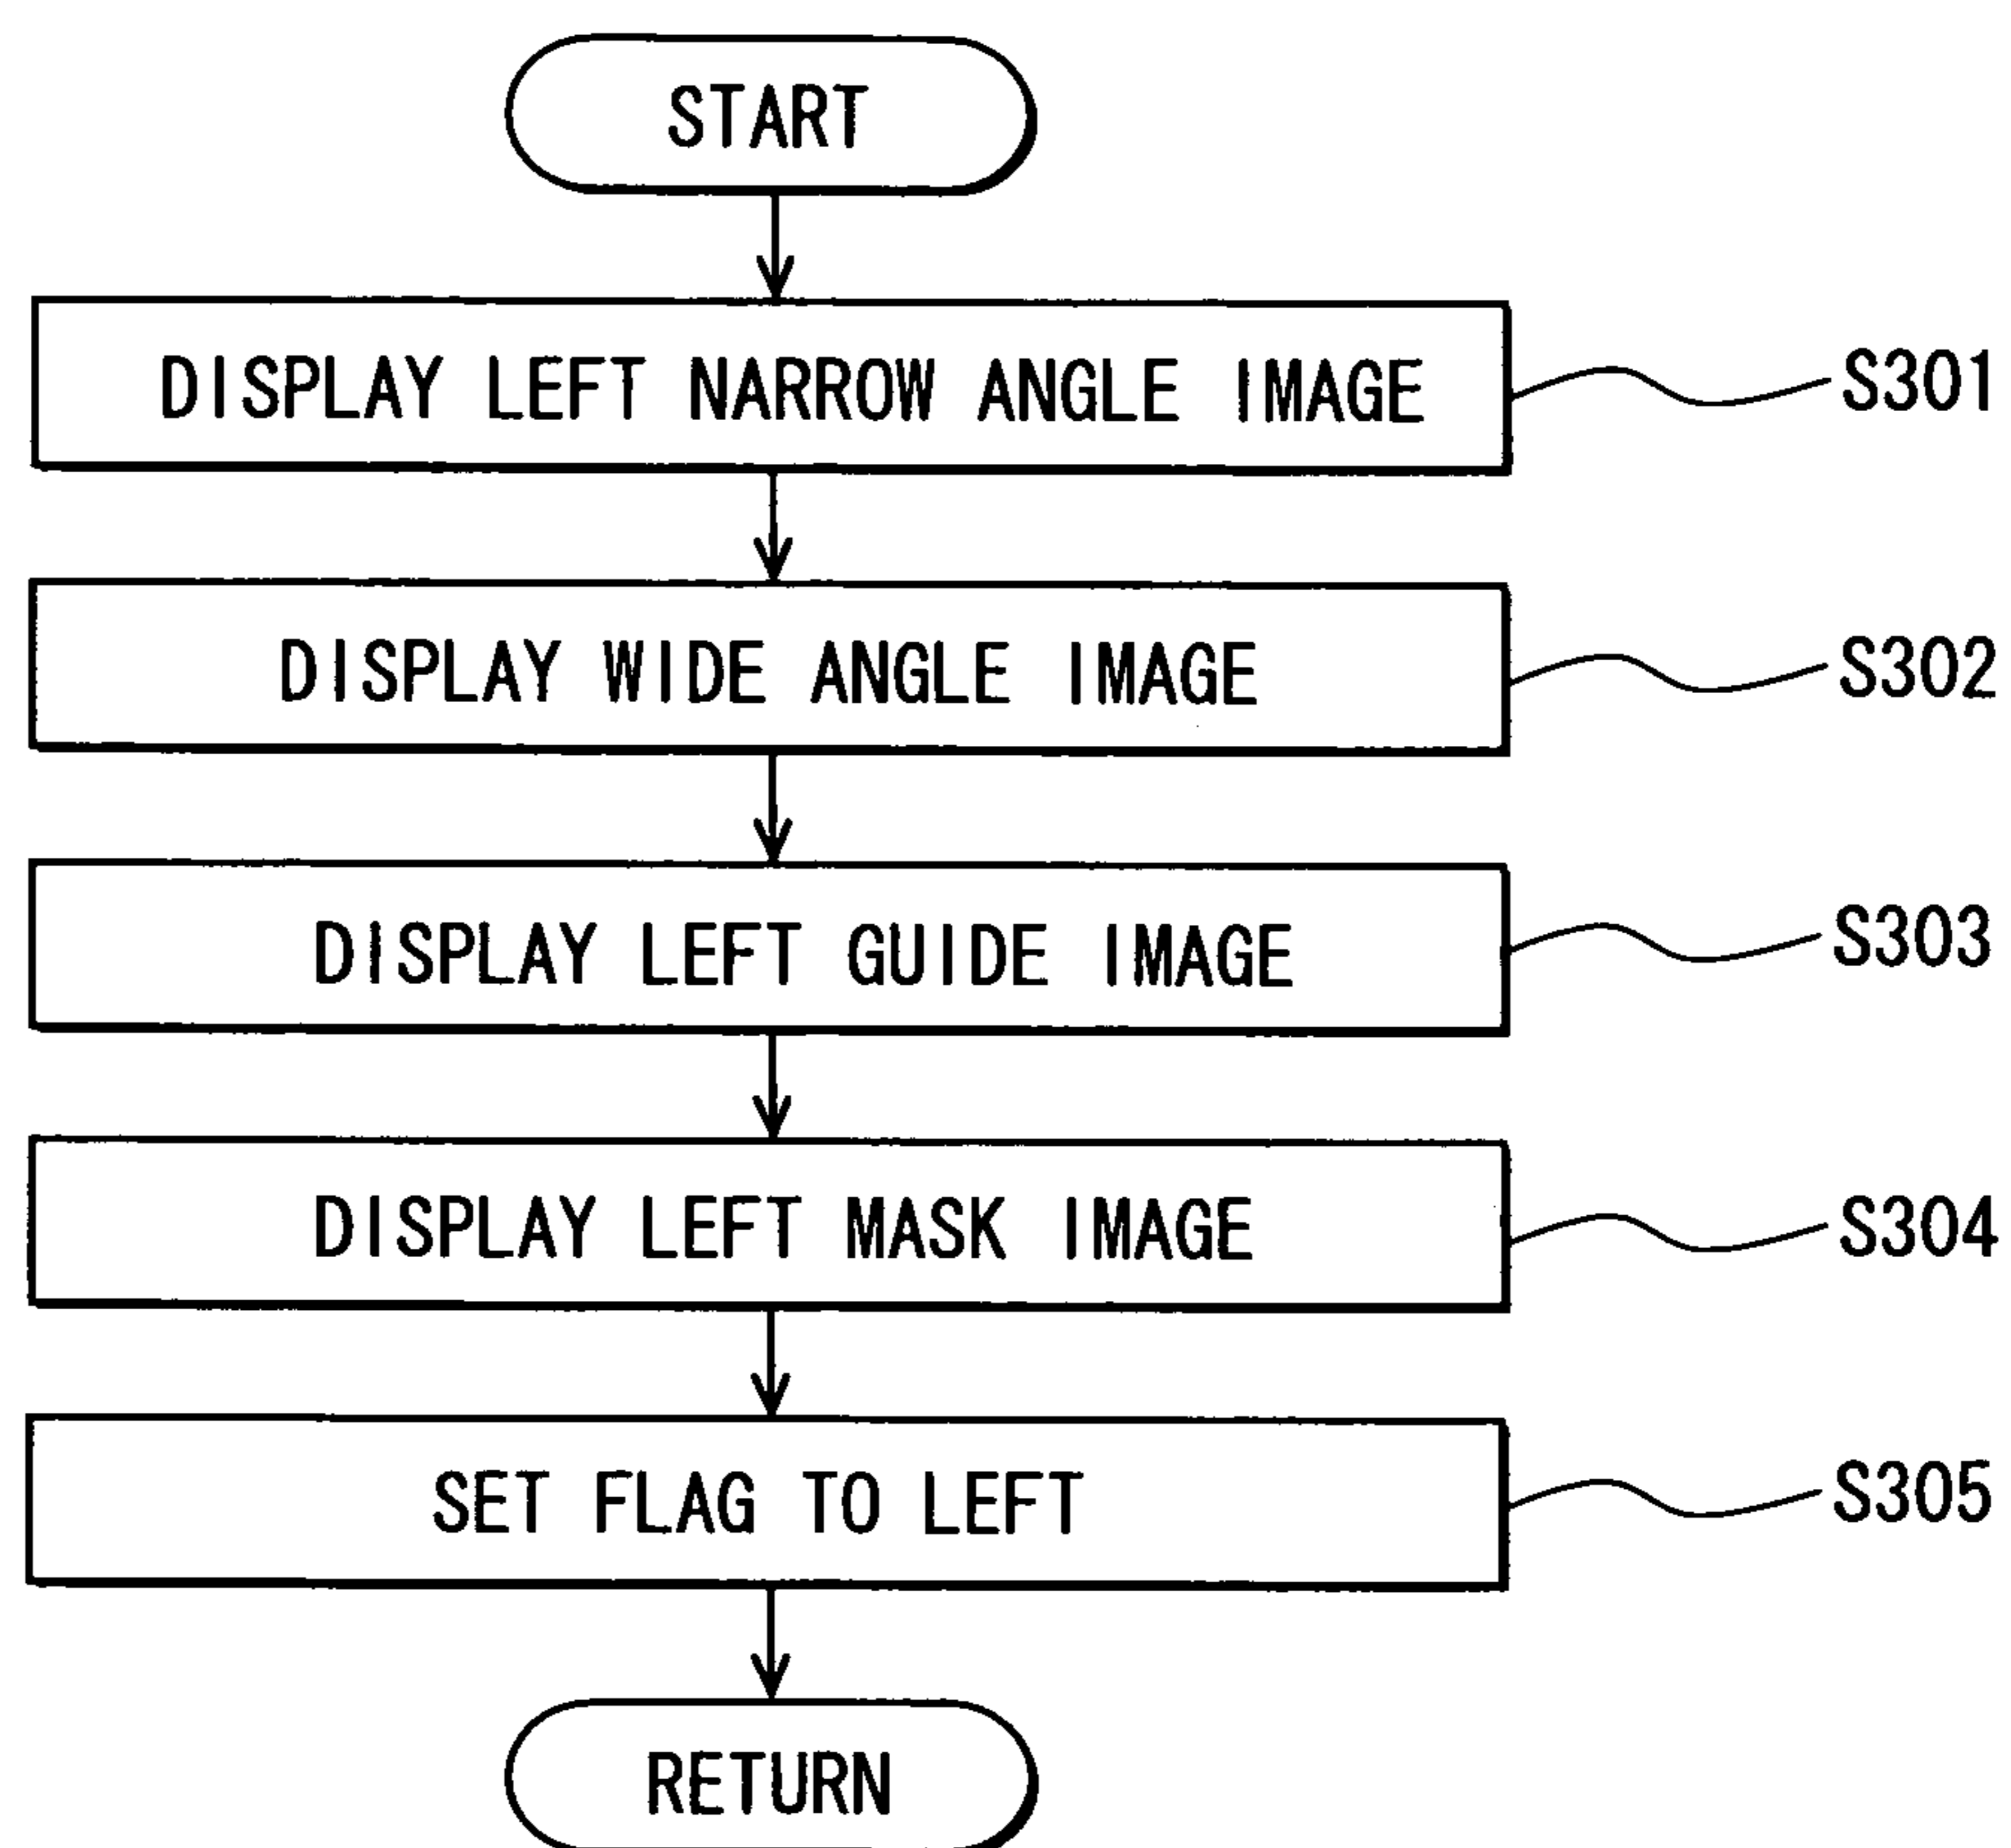 START
DISPLAY LEFT NARROW ANGLE IMAGE
S301
DISPLAY WIDE ANGLE IMAGE
S302
DISPLAY LEFT GUIDE IMAGE
S303
DISPLAY LEFT MASK IMAGE
S304
SET FLAG TO LEFT
S305
RETURN